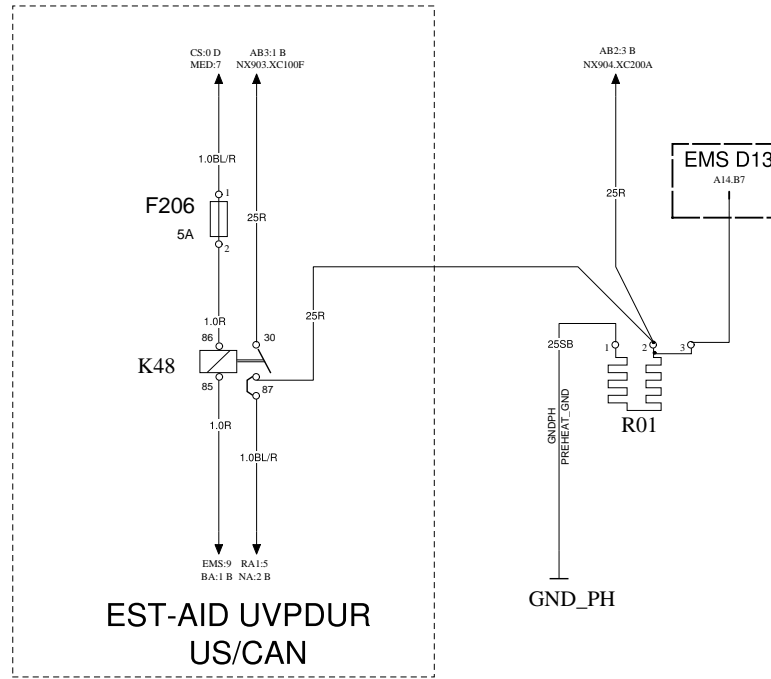 CS:0 D
MED:7
AB3:1 B
NX903.XC100F
AB2:3 B
NX904.XC200A
EMS D13
A14.B7
1.0BL/R
1
F206
5A
2
25R
25R
1.0R
86
30
25R
K48
85
87
1.0R
1.0BL/R
25SB
1
2
3
R01
GNDPH
PREHEAT_GND
EMS:9
BA:1 B
RA1:5
NA:2 B
GND_PH
EST-AID UVPDUR
US/CAN